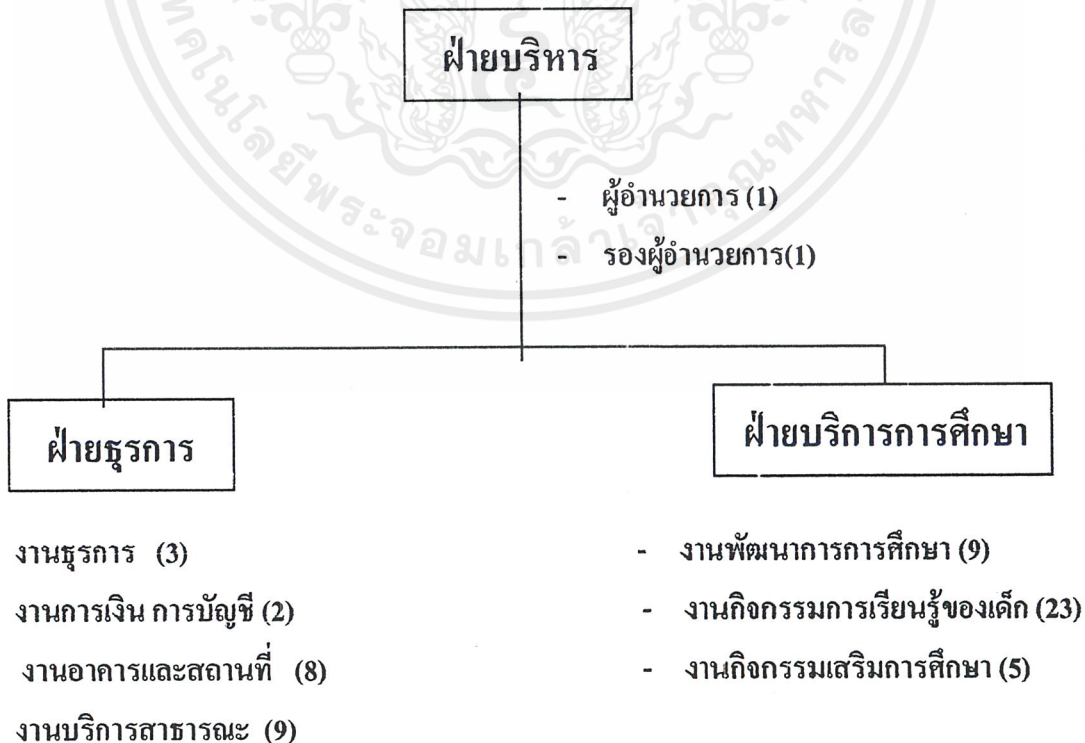 ฝ่ายบริหาร
- ผู้อำนวยการ (1)
- รองผู้อำนวยการ(1)
ฝ่ายธุรการ
งานธุรการ (3)
งานการเงิน การบัญชี (2)
งานอาคารและสถานที่ (8)
งานบริการสาธารณะ (9)
ฝ่ายบริการการศึกษา
- งานพัฒนาการการศึกษา (9)
- งานกิจกรรมการเรียนรู้ของเด็ก (23)
- งานกิจกรรมเสริมการศึกษา (5)